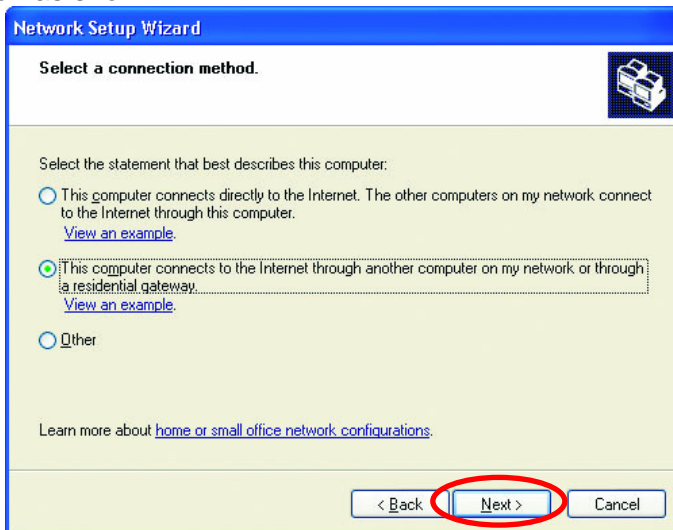 Network Setup Wizard
Select a connection method.
Select the statement that best describes this computer:
This computer connects directly to the Internet. The other computers on my network connect
to the Internet through this computer.
View an example.
This computer connects to the Internet through another computer on my network or through
a residential gateway.
View an example.
Other
Learn more about home or small office network configurations.
< Back Next > Cancel